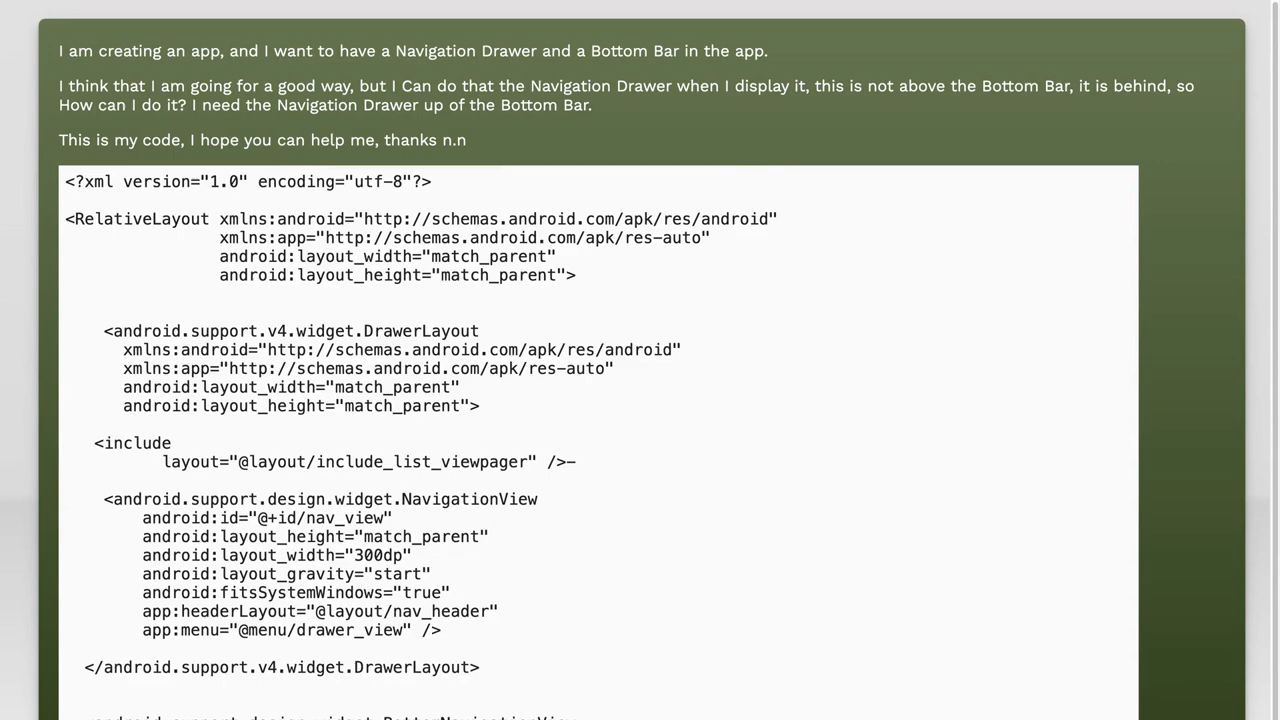 I am creating an app, and I want to have a Navigation Drawer and a Bottom Bar in the app.
I think that I am going for a good way, but I Can do that the Navigation Drawer when I display it, this is not above the Bottom Bar, it is behind, so
How can I do it? I need the Navigation Drawer up of the Bottom Bar.
This is my code, I hope you can help me, thanks n.n
<?xml version="1.0" encoding="utf-8"?>
<RelativeLayout xmlns:android="http://schemas.android.com/apk/res/android"
xmlns:app="http://schemas.android.com/apk/res-auto"
android:layout_width="match_parent"
android:layout_height="match_parent">
<android.support.v4.widget.DrawerLayout
xmlns:android="http://schemas.android.com/apk/res/android"
xmlns:app="http://schemas.android.com/apk/res-auto"
android:layout_width="match_parent"
android:layout_height="match_parent">
<include
layout="@layout/include_list_viewpager" />-
<android.support.design.widget.NavigationView
android:id="@+id/nav_view"
android:layout_height="match_parent"
android:layout_width="300dp"
android:layout_gravity="start"
android:fitsSystemWindows="true"
app:headerLayout="@layout/nav_header"
app:menu="@menu/drawer_view" />
</android.support.v4.widget.DrawerLayout>